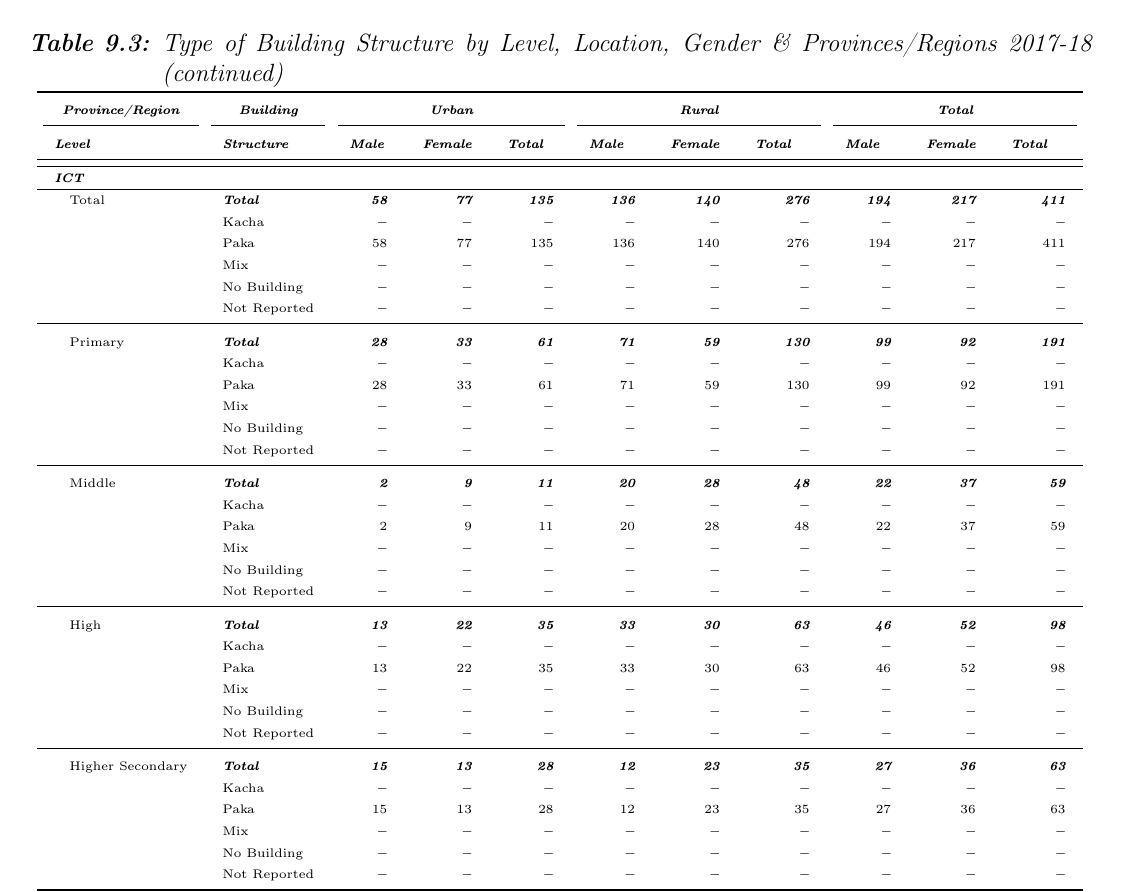 Table 9.3: Type of Building Structure by Level, Location, Gender & Provinces/Regions 2017-18
(continued)
Province/Region Building Urban Rural Total
Level Structure Male Female Total Male Female Total Male Female Total
ICT
Total Total 58 77 135 136 140 276 194 217 411
Kacha – – – – – – – – –
Paka 58 77 135 136 140 276 194 217 411
Mix – – – – – – – – –
No Building – – – – – – – – –
Not Reported – – – – – – – – –
Primary Total 28 33 61 71 59 130 99 92 191
Kacha – – – – – – – – –
Paka 28 33 61 71 59 130 99 92 191
Mix – – – – – – – – –
No Building – – – – – – – – –
Not Reported – – – – – – – – –
Middle Total 2 9 11 20 28 48 22 37 59
Kacha – – – – – – – – –
Paka 2 9 11 20 28 48 22 37 59
Mix – – – – – – – – –
No Building – – – – – – – – –
Not Reported – – – – – – – – –
High Total 13 22 35 33 30 63 46 52 98
Kacha – – – – – – – – –
Paka 13 22 35 33 30 63 46 52 98
Mix – – – – – – – – –
No Building – – – – – – – – –
Not Reported – – – – – – – – –
Higher Secondary Total 15 13 28 12 23 35 27 36 63
Kacha – – – – – – – – –
Paka 15 13 28 12 23 35 27 36 63
Mix – – – – – – – – –
No Building – – – – – – – – –
Not Reported – – – – – – – – –